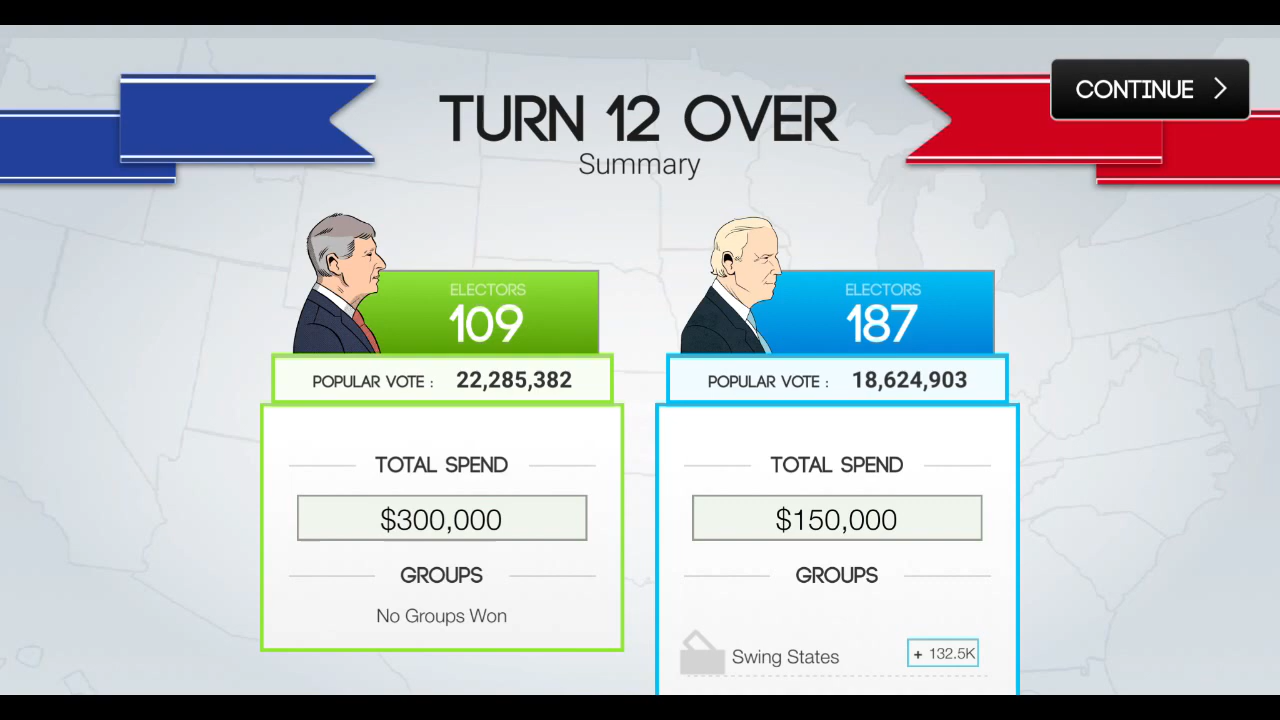 CONTINUE
TURN 12 OVER
Summary
ELECTORS
109
POPULAR VOTE : 22,285,382
TOTAL SPEND
$300,000
GROUPS
No Groups Won
ELECTORS
187
POPULAR VOTE : 18,624,903
TOTAL SPEND
$150,000
GROUPS
Swing States + 132.5K